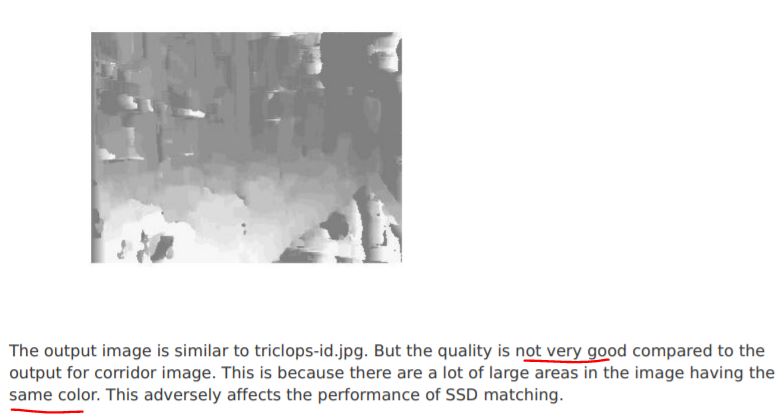 The output image is similar to triclops-id.jpg. But the quality is not very good compared to the
output for corridor image. This is because there are a lot of large areas in the image having the
same color. This adversely affects the performance of SSD matching.